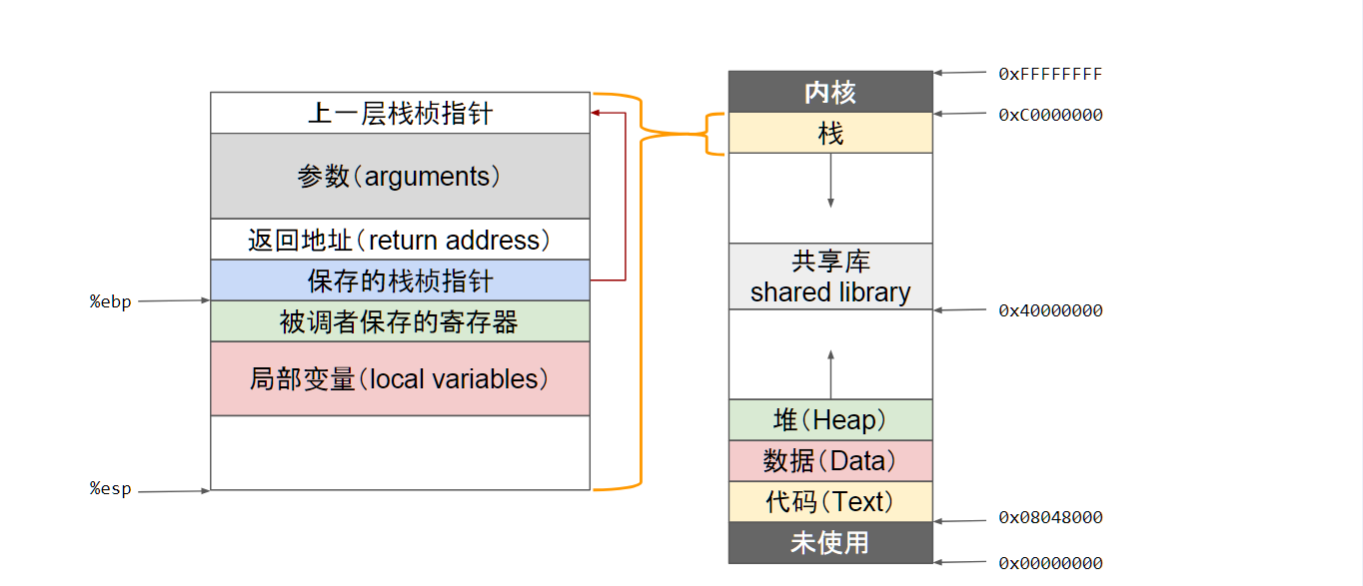 上一层栈桢指针
参数(arguments)
返回地址(return address)
保存的栈桢指针
被调者保存的寄存器
局部变量(local variables)
%ebp
%esp
内核
栈
共享库
shared library
堆(Heap)
数据(Data)
代码(Text)
未使用
0xFFFFFFFF
0xC0000000
0x40000000
0x08048000
0x00000000